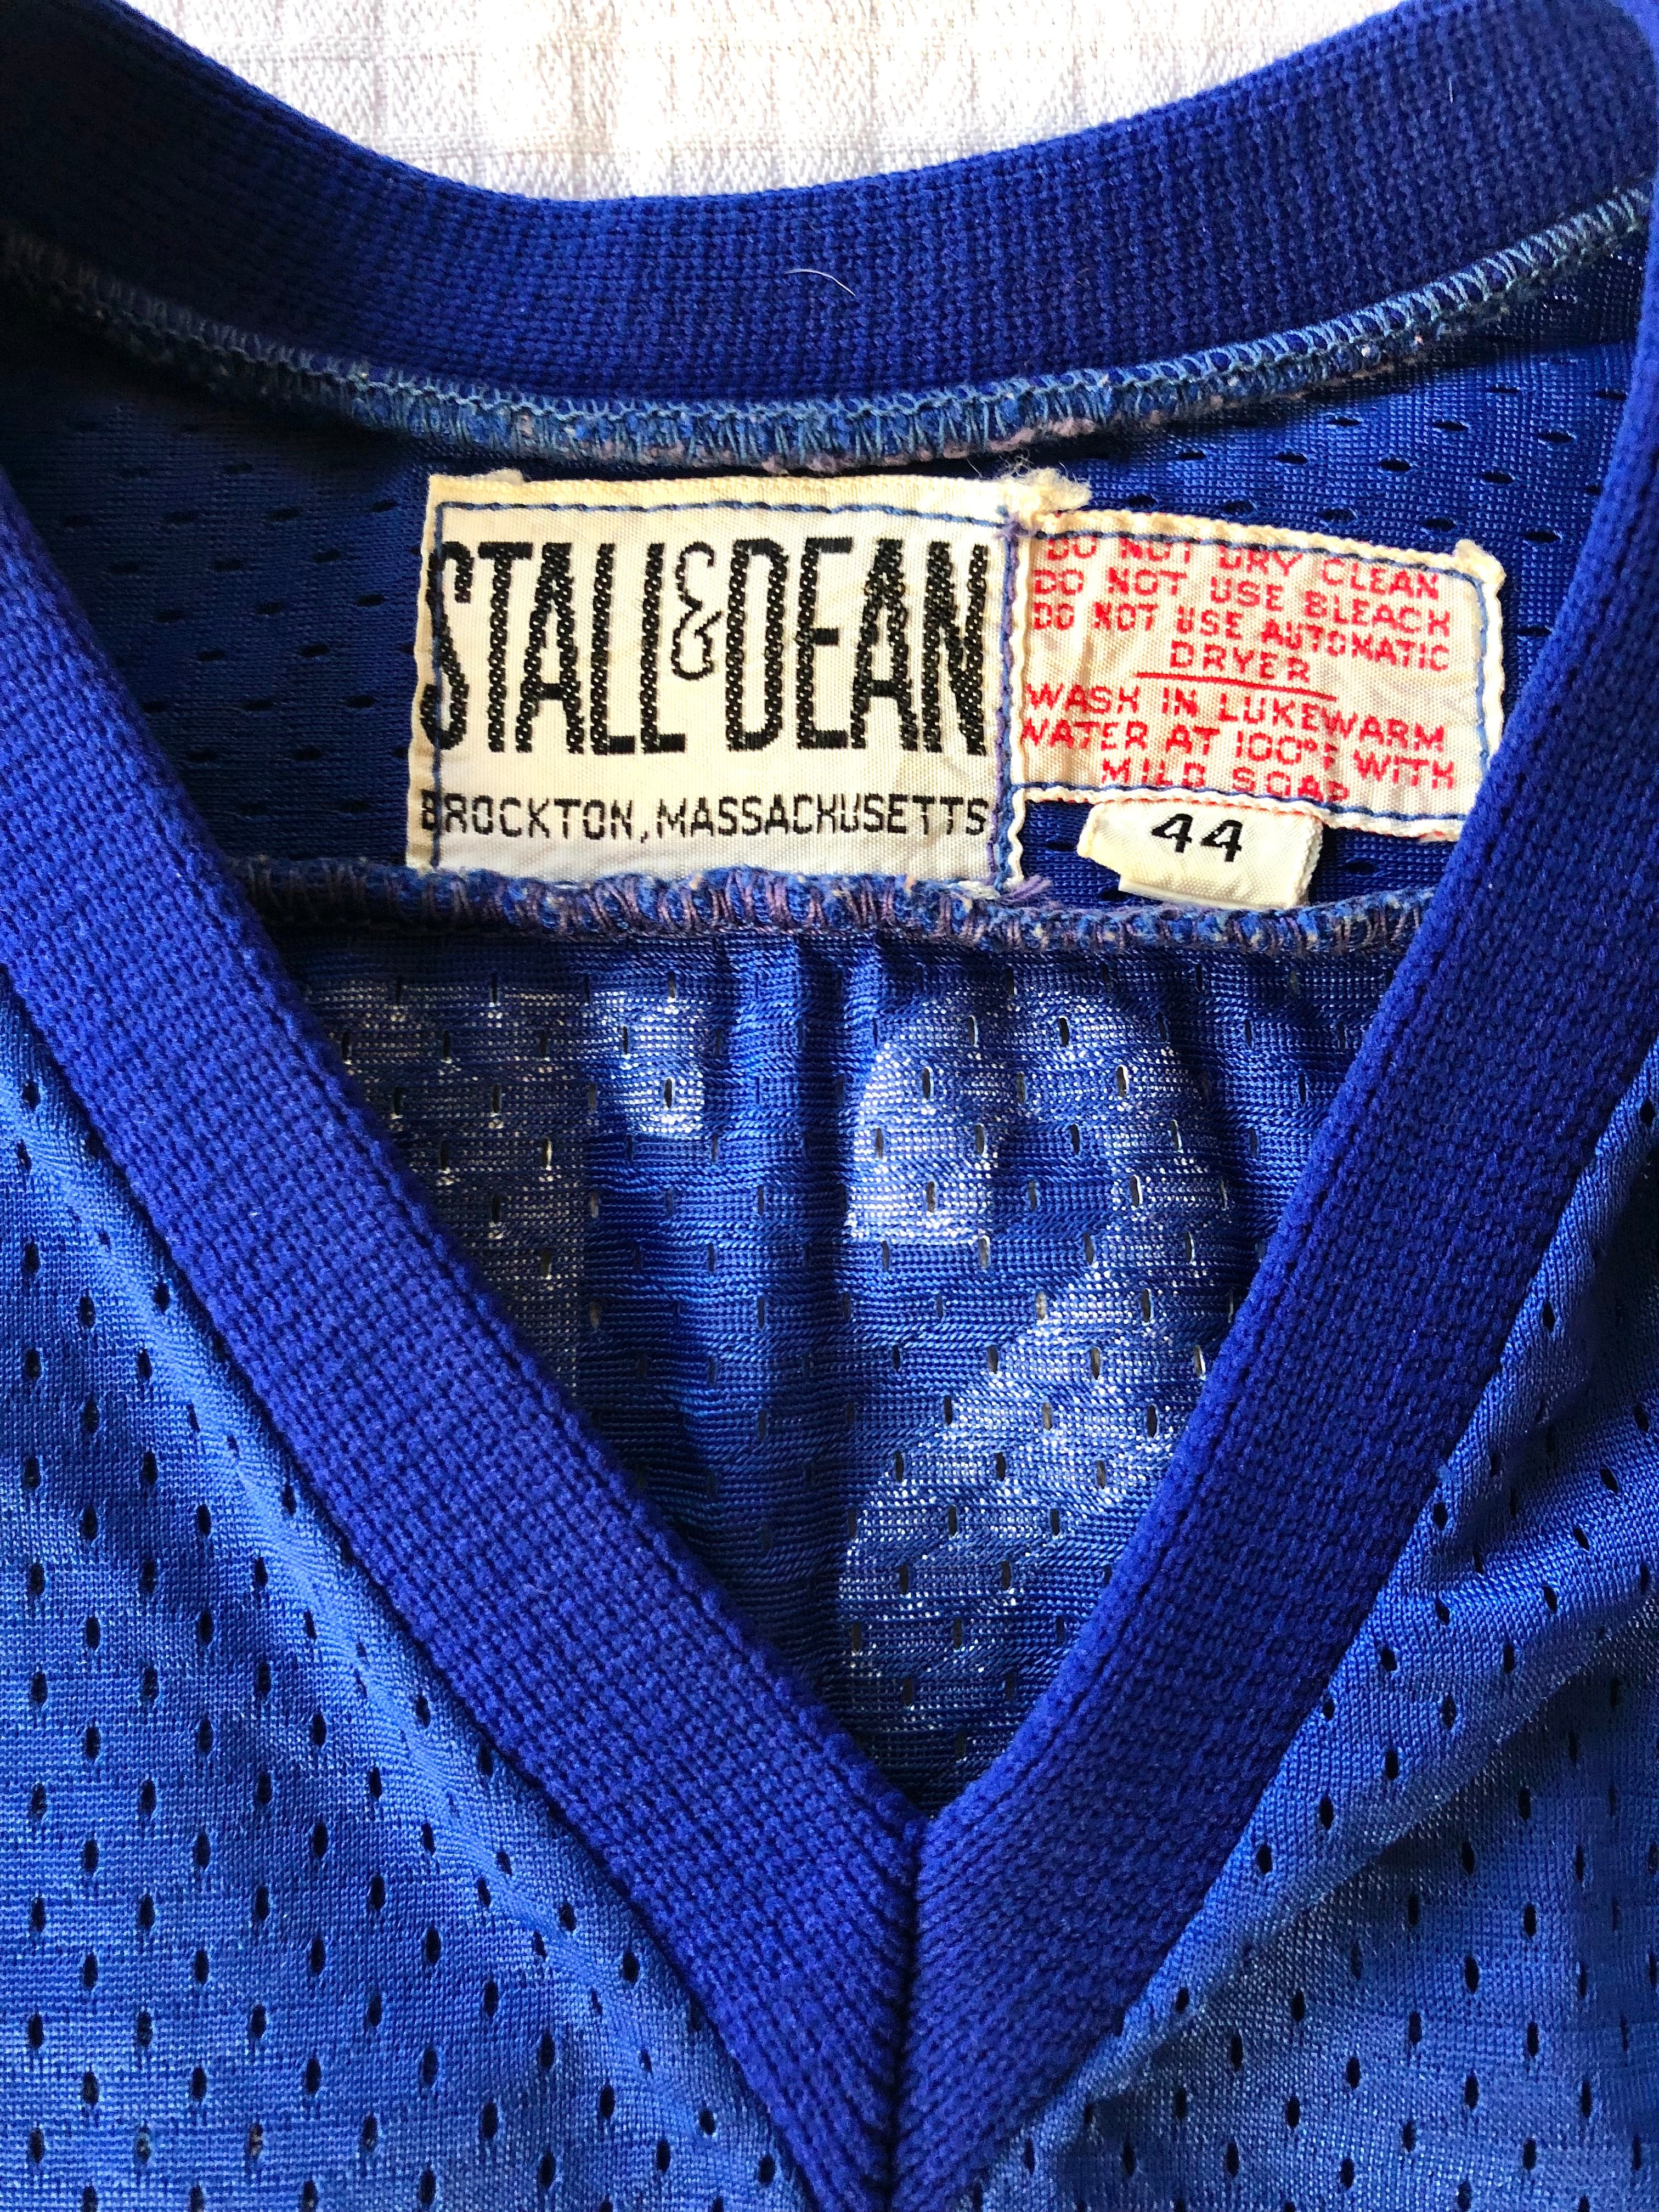 STALL & DEAN
BROCKTON, MASSACHUSETTS
DO NOT DRY CLEAN
DO NOT USE BLEACH
DO NOT USE AUTOMATIC
DRYER
WASH IN LUKEWARM
WATER AT 100°F WITH
MILD SOAP
44